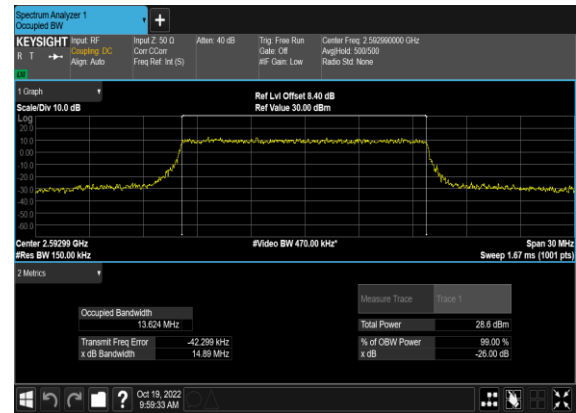 Spectrum Analyzer 1
Occupied BW
+
KEYSIGHT Input: RF Input Z: 50 Ω Atten: 40 dB Trig: Free Run Center Freq: 2.592990000 GHz
R T Coupling: DC Corr CCorr Gate: Off Avg|Hold: 500/500
Align: Auto Freq Ref: Int (S) #IF Gain: Low Radio Std: None
1 Graph
Ref Lvl Offset 8.40 dB
Scale/Div 10.0 dB Ref Value 30.00 dBm
Log
20.0
10.0
0.00
-10.0
-20.0
-30.0
-40.0
-50.0
-60.0
Center 2.59299 GHz #Video BW 470.00 kHz* Span 30 MHz
#Res BW 150.00 kHz Sweep 1.67 ms (1001 pts)
2 Metrics
Measure Trace Trace 1
Occupied Bandwidth
13.624 MHz Total Power 28.6 dBm
Transmit Freq Error -42.299 kHz % of OBW Power 99.00 %
x dB Bandwidth 14.89 MHz x dB -26.00 dB
? Oct 19, 2022
9:59:33 AM